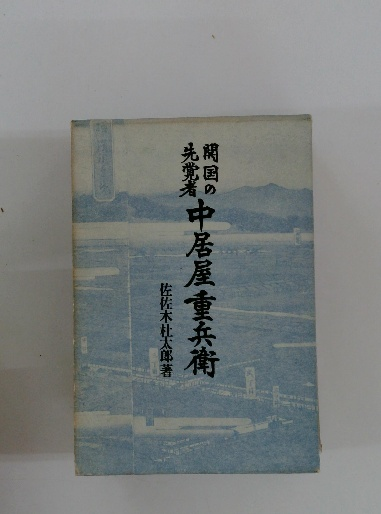 開国の
先覚者
中居屋重兵衛
佐佐木杜太郎著